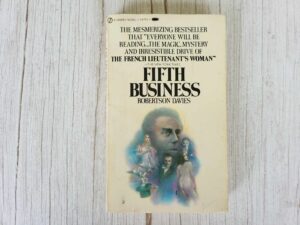 THE MESMERIZING BESTSELLER
THAT "EVERYONE WILL BE
READING...THE MAGIC, MYSTERY
AND IRRESISTIBLE DRIVE OF
THE FRENCH LIEUTENANT'S WOMAN"
FIFTH
BUSINESS
ROBERTSON DAVIES